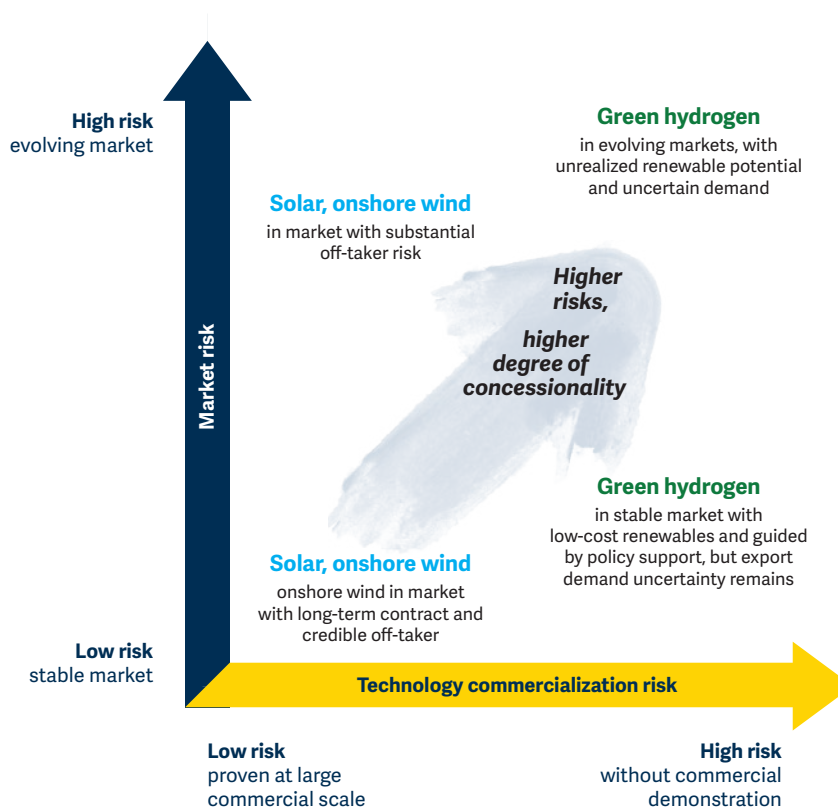 High risk
evolving market
Green hydrogen
in evolving markets, with
unrealized renewable potential
and uncertain demand
Solar, onshore wind
in market with substantial
off-taker risk
Higher
risks,
higher
degree of
concessionality
Market risk
Green hydrogen
in stable market with
low-cost renewables and guided
by policy support, but export
demand uncertainty remains
Solar, onshore wind
onshore wind in market
with long-term contract and
credible off-taker
Low risk
stable market
Technology commercialization risk
Low risk
proven at large
commercial scale
High risk
without commercial
demonstration